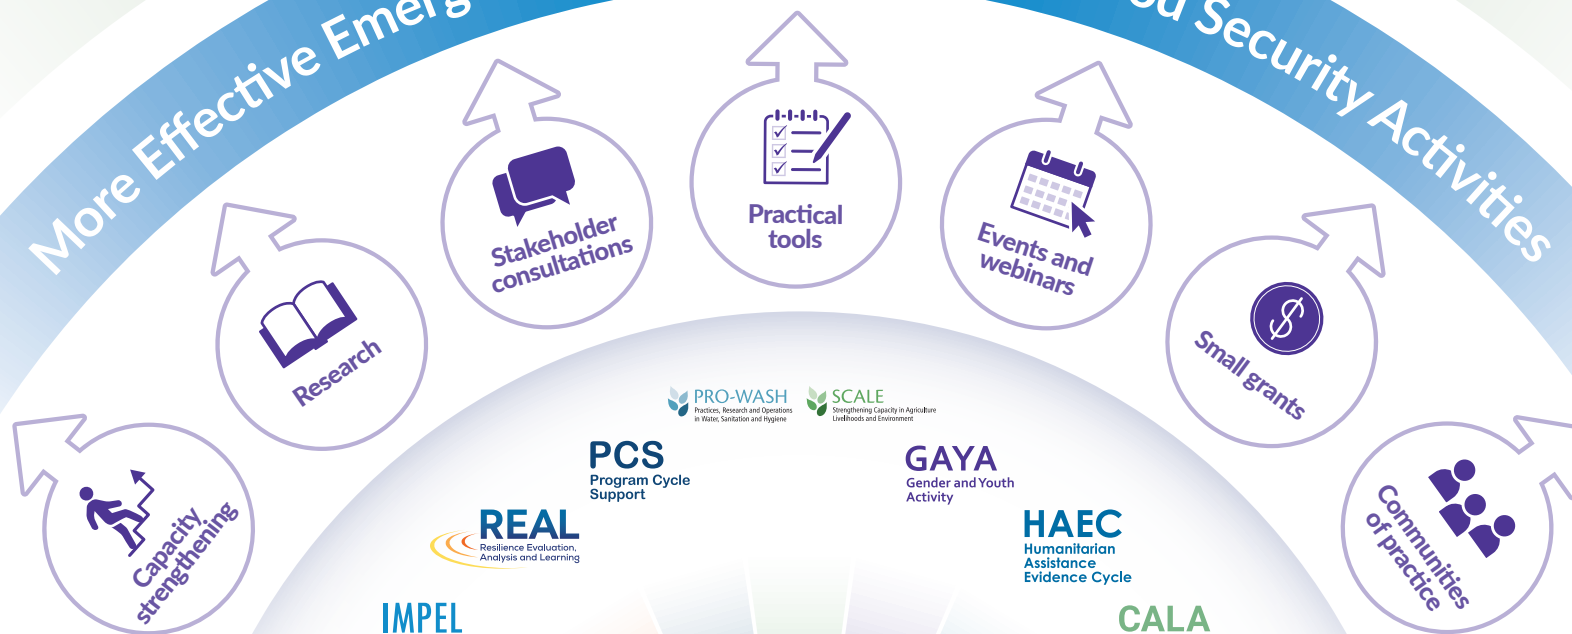 More Effective
Security Activities
Practical
tools
Stakeholder
consultations
Events and
webinars
Research
Small grants
Capacity
strengthening
Communities
of practice
PRO-WASH
Practices, Research and Operations
in Water, Sanitation and Hygiene
SCALE
Strengthening Capacity in Agriculture
Livelihoods and Environment
PCS
Program Cycle
Support
GAYA
Gender and Youth
Activity
REAL
Resilience Evaluation,
Analysis and Learning
HAEC
Humanitarian
Assistance
Evidence Cycle
IMPEL
CALA